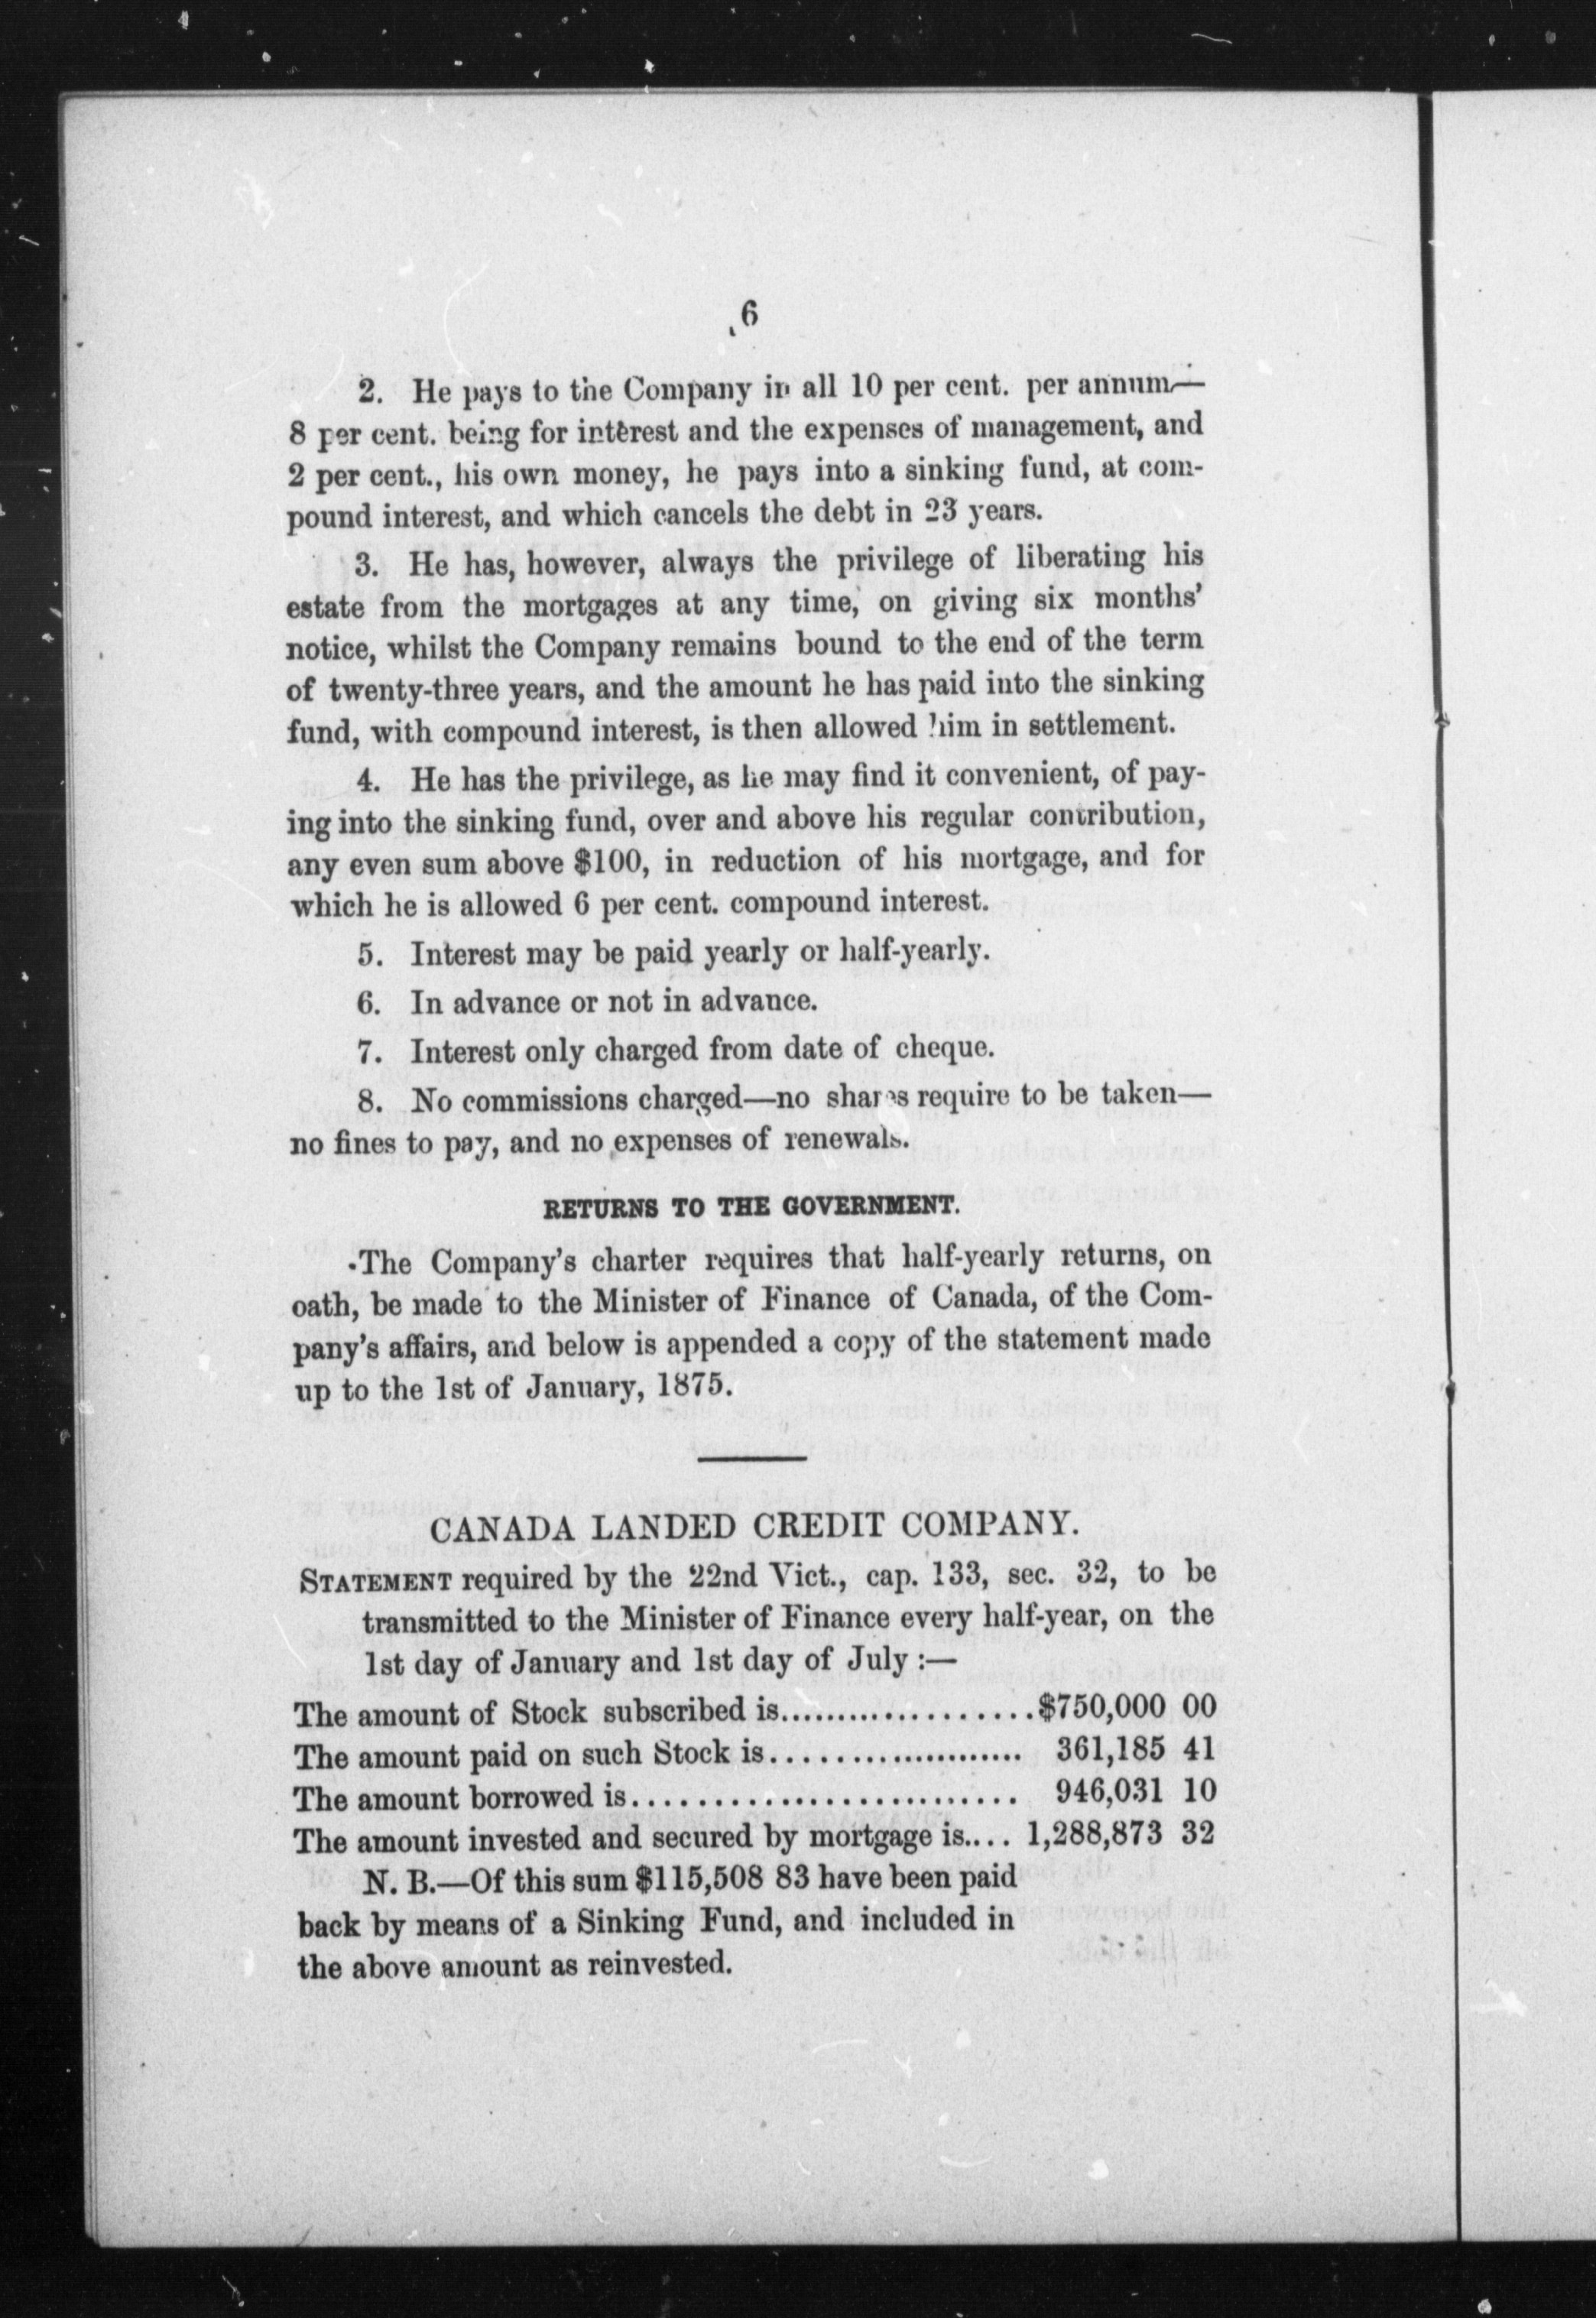 6
2. He pays to the Company in all 10 per cent. per annum—
8 per cent. being for interest and the expenses of management, and
2 per cent., his own money, he pays into a sinking fund, at com-
pound interest, and which cancels the debt in 23 years.
3. He has, however, always the privilege of liberating his
estate from the mortgages at any time, on giving six months'
notice, whilst the Company remains bound to the end of the term
of twenty-three years, and the amount he has paid into the sinking
fund, with compound interest, is then allowed him in settlement.
4. He has the privilege, as he may find it convenient, of pay-
ing into the sinking fund, over and above his regular contribution,
any even sum above $100, in reduction of his mortgage, and for
which he is allowed 6 per cent. compound interest.
5. Interest may be paid yearly or half-yearly.
6. In advance or not in advance.
7. Interest only charged from date of cheque.
8. No commissions charged—no shares require to be taken—
no fines to pay, and no expenses of renewals.
RETURNS TO THE GOVERNMENT.
The Company's charter requires that half-yearly returns, on
oath, be made to the Minister of Finance of Canada, of the Com-
pany's affairs, and below is appended a copy of the statement made
up to the 1st of January, 1875.
CANADA LANDED CREDIT COMPANY.
STATEMENT required by the 22nd Vict., cap. 133, sec. 32, to be
transmitted to the Minister of Finance every half-year, on the
1st day of January and 1st day of July :—
The amount of Stock subscribed is....................$750,000 00
The amount paid on such Stock is...................... 361,185 41
The amount borrowed is........................... 946,031 10
The amount invested and secured by mortgage is.... 1,288,873 32
N. B.—Of this sum $115,508 83 have been paid
back by means of a Sinking Fund, and included in
the above amount as reinvested.